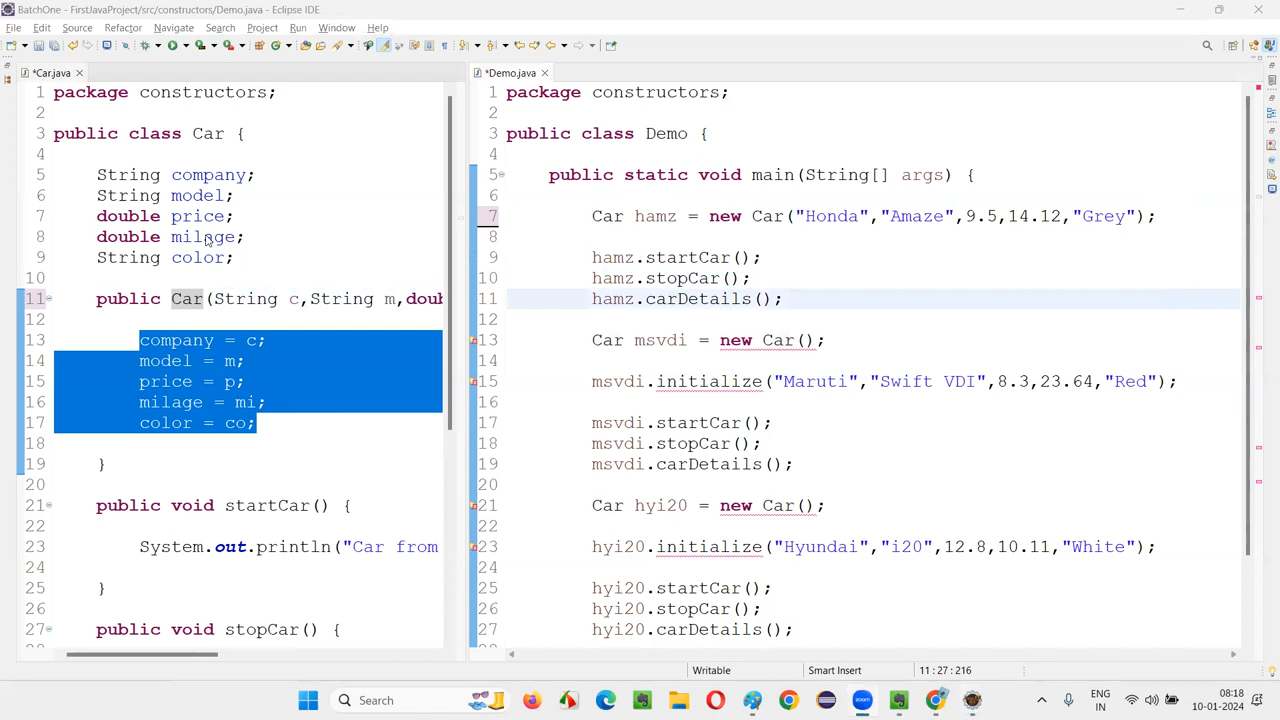 BatchOne - FirstJavaProject/src/constructors/Demo.java - Eclipse IDE
File Edit Source Refactor Navigate Search Project Run Window Help
*Car.java
1 package constructors;
2
3 public class Car {
4
5 String company;
6 String model;
7 double price;
8 double milage;
9 String color;
10
11 public Car(String c,String m,doub
12
13 company = c;
14 model = m;
15 price = p;
16 milage = mi;
17 color = co;
18
19 }
20
21 public void startCar() {
22
23 System.out.println("Car from
24
25 }
26
27 public void stopCar() {
*Demo.java
1 package constructors;
2
3 public class Demo {
4
5 public static void main(String[] args) {
6
7 Car hamz = new Car("Honda","Amaze",9.5,14.12,"Grey");
8
9 hamz.startCar();
10 hamz.stopCar();
11 hamz.carDetails();
12
13 Car msvdi = new Car();
14
15 msvdi.initialize("Maruti","Swift VDI",8.3,23.64,"Red");
16
17 msvdi.startCar();
18 msvdi.stopCar();
19 msvdi.carDetails();
20
21 Car hyi20 = new Car();
22
23 hyi20.initialize("Hyundai","i20",12.8,10.11,"White");
24
25 hyi20.startCar();
26 hyi20.stopCar();
27 hyi20.carDetails();
Writable Smart Insert 11 : 27 : 216
Search
zoom
ENG
IN
08:18
10-01-2024